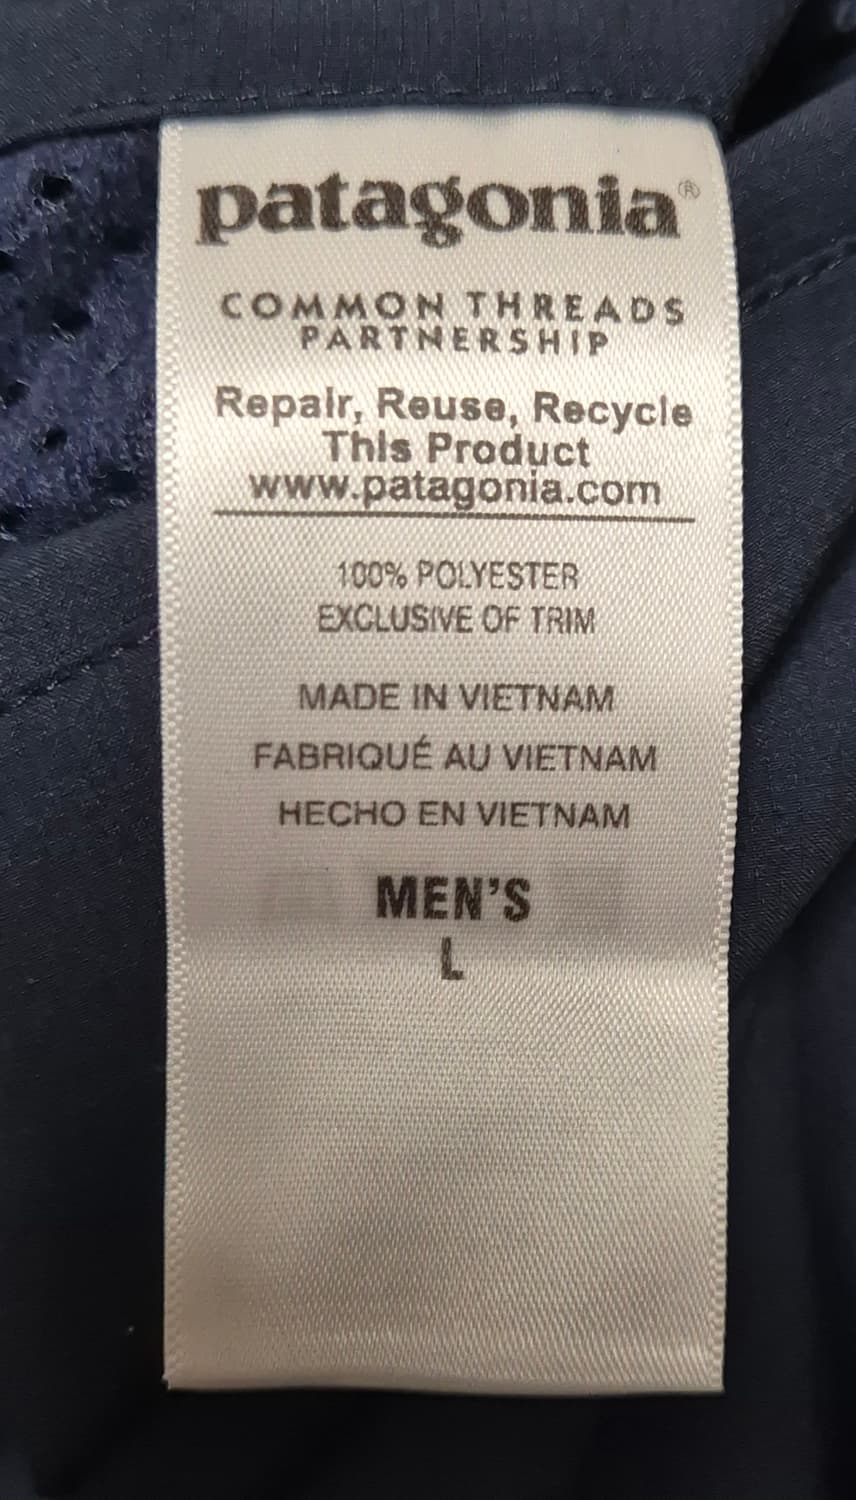 patagonia®
COMMON THREADS
PARTNERSHIP
Repair, Reuse, Recycle
This Product
www.patagonia.com
100% POLYESTER
EXCLUSIVE OF TRIM
MADE IN VIETNAM
FABRIQUÉ AU VIETNAM
HECHO EN VIETNAM
MEN'S
L